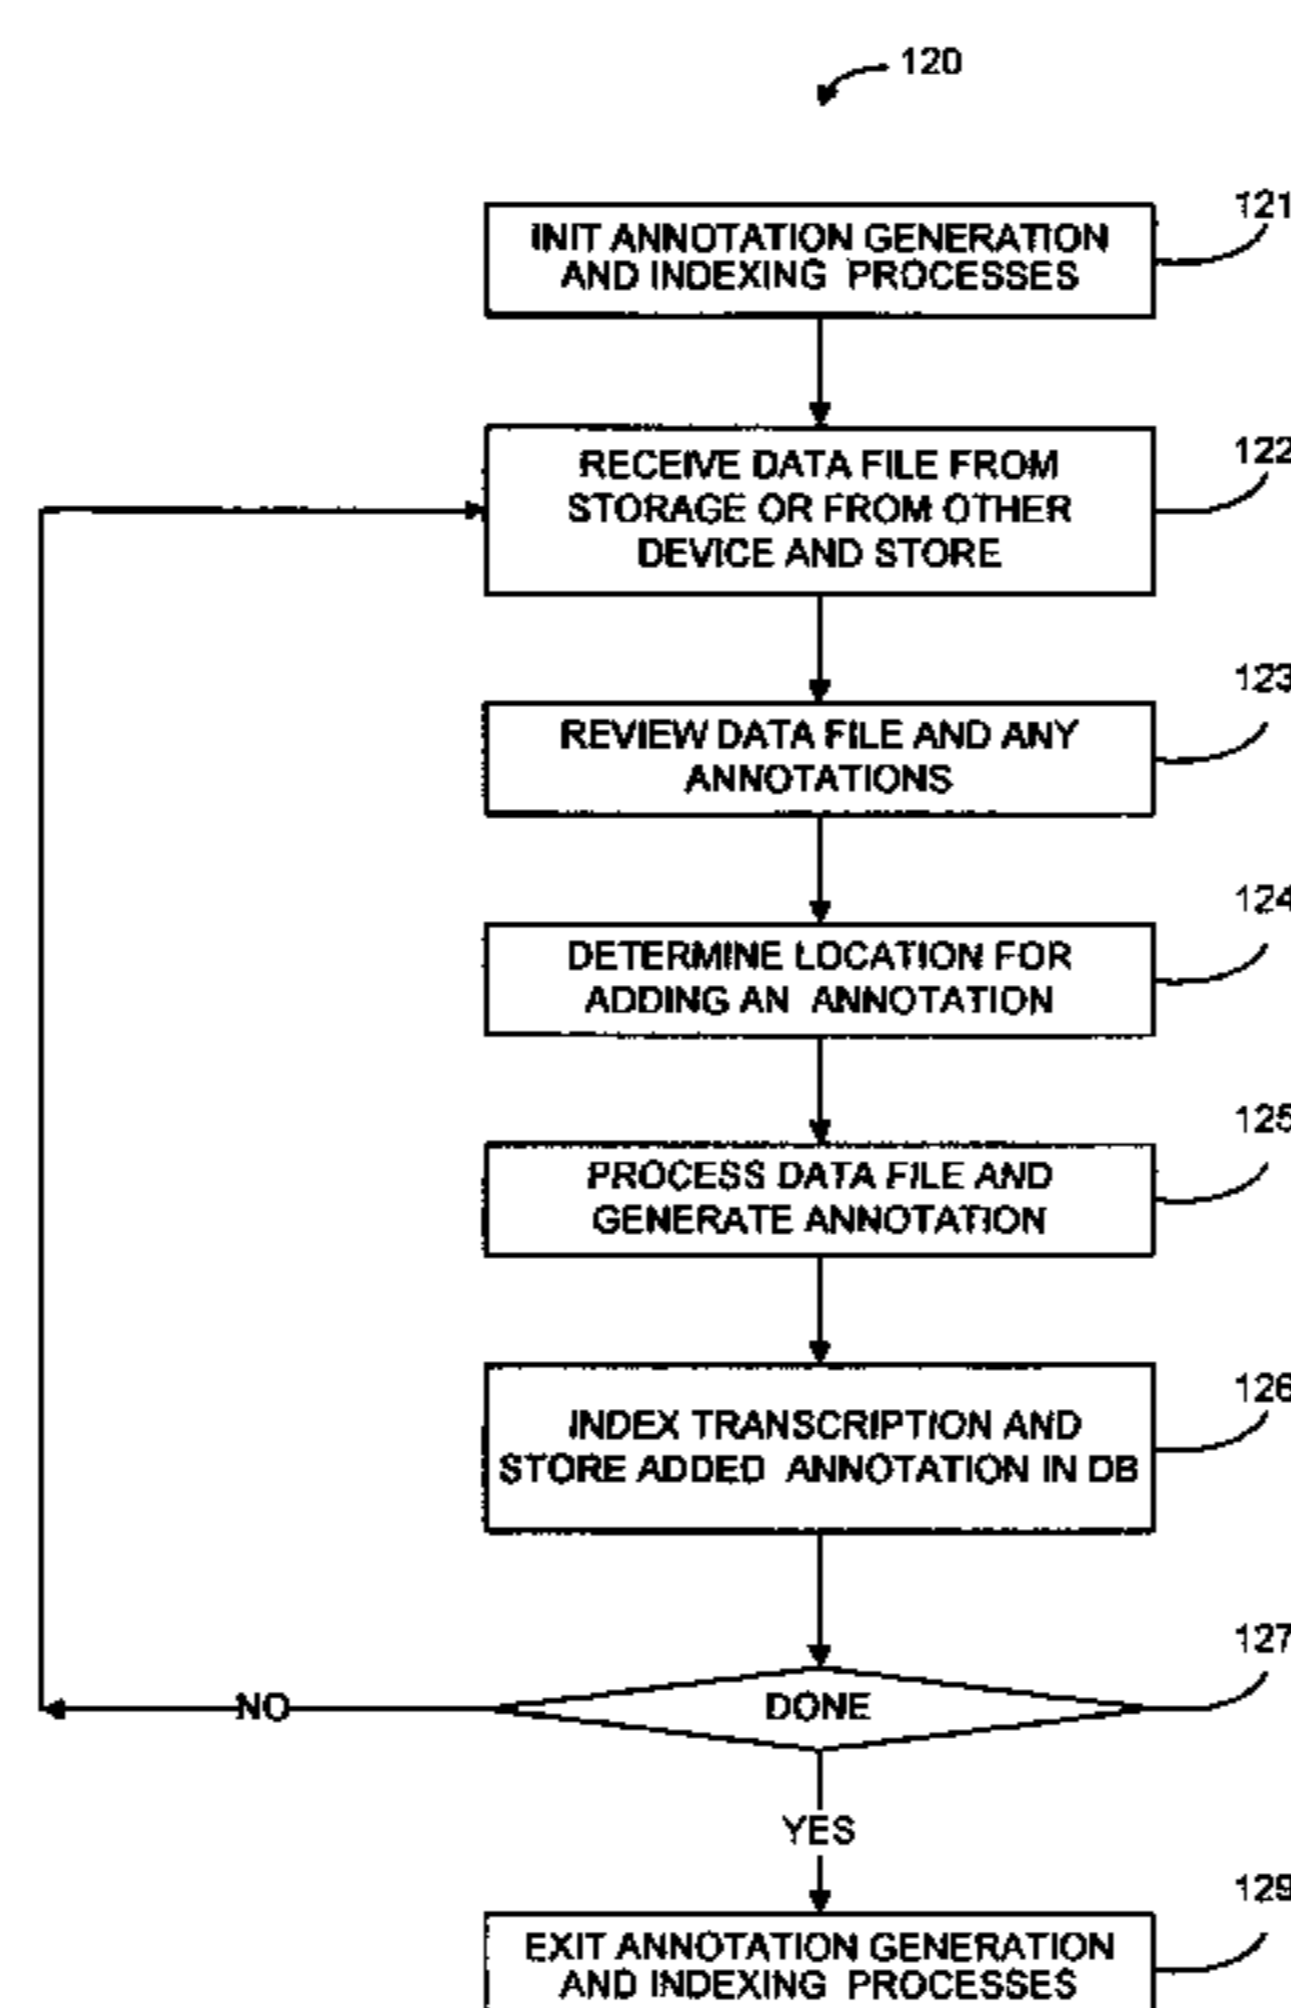 120
121
INIT ANNOTATION GENERATION
AND INDEXING PROCESSES
122
RECEIVE DATA FILE FROM
STORAGE OR FROM OTHER
DEVICE AND STORE
123
REVIEW DATA FILE AND ANY
ANNOTATIONS
124
DETERMINE LOCATION FOR
ADDING AN ANNOTATION
125
PROCESS DATA FILE AND
GENERATE ANNOTATION
126
INDEX TRANSCRIPTION AND
STORE ADDED ANNOTATION IN DB
127
DONE
NO
YES
129
EXIT ANNOTATION GENERATION
AND INDEXING PROCESSES